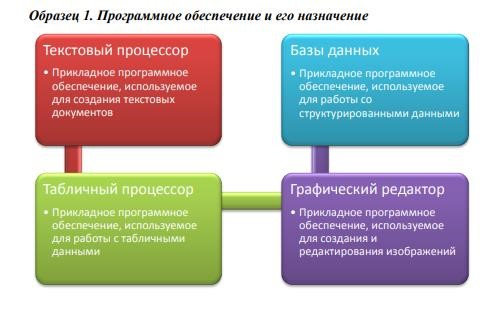 Образец 1. Программное обеспечение и его назначение
Текстовый процессор
• Прикладное программное
обеспечение, используемое
для создания текстовых
документов
Базы данных
• Прикладное программное
обеспечение, используемое
для работы со
структурированными данными
Табличный процессор
• Прикладное программное
обеспечение, используемое
для работы с табличными
данными
Графический редактор
• Прикладное программное
обеспечение, используемое
для создания и
редактирования изображений